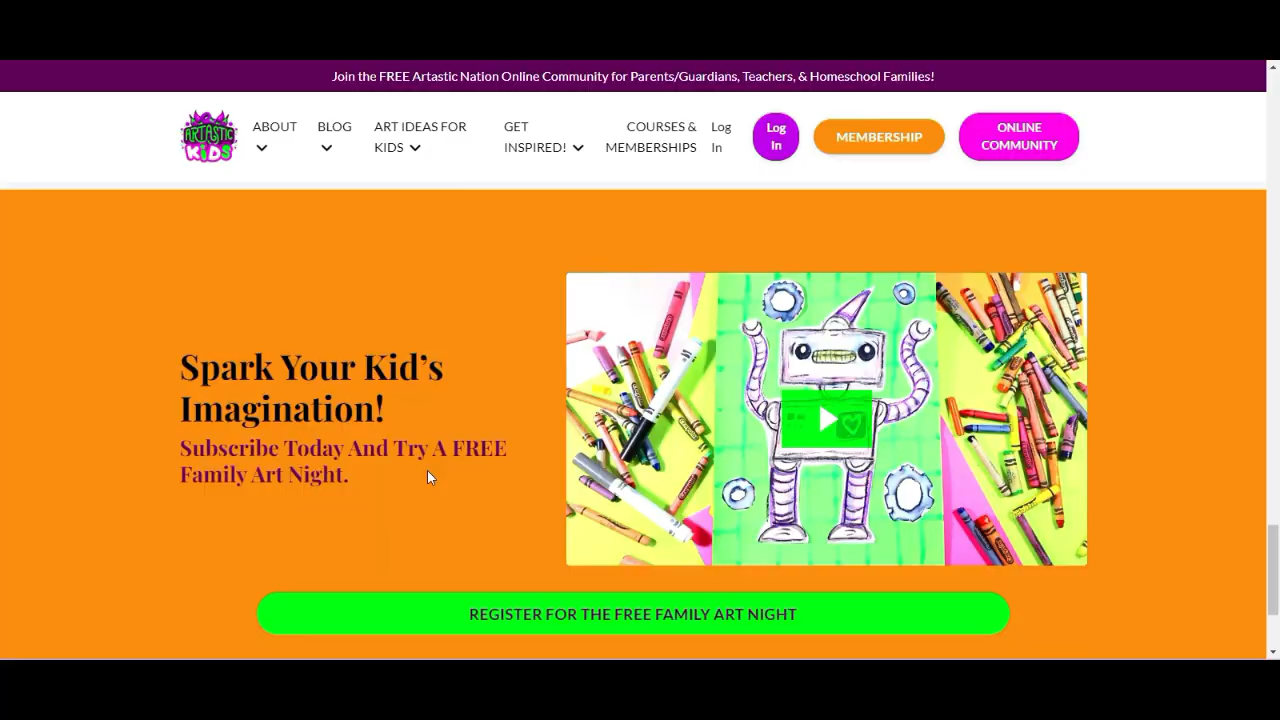 Join the FREE Artastic Nation Online Community for Parents/Guardians, Teachers, & Homeschool Families!
ARTASTIC
KIDS
ABOUT
BLOG
ART IDEAS FOR
KIDS
GET
INSPIRED!
COURSES &
MEMBERSHIPS
Log
In
Log
In
MEMBERSHIP
ONLINE
COMMUNITY
Spark Your Kid's
Imagination!
Subscribe Today And Try A FREE
Family Art Night.
REGISTER FOR THE FREE FAMILY ART NIGHT